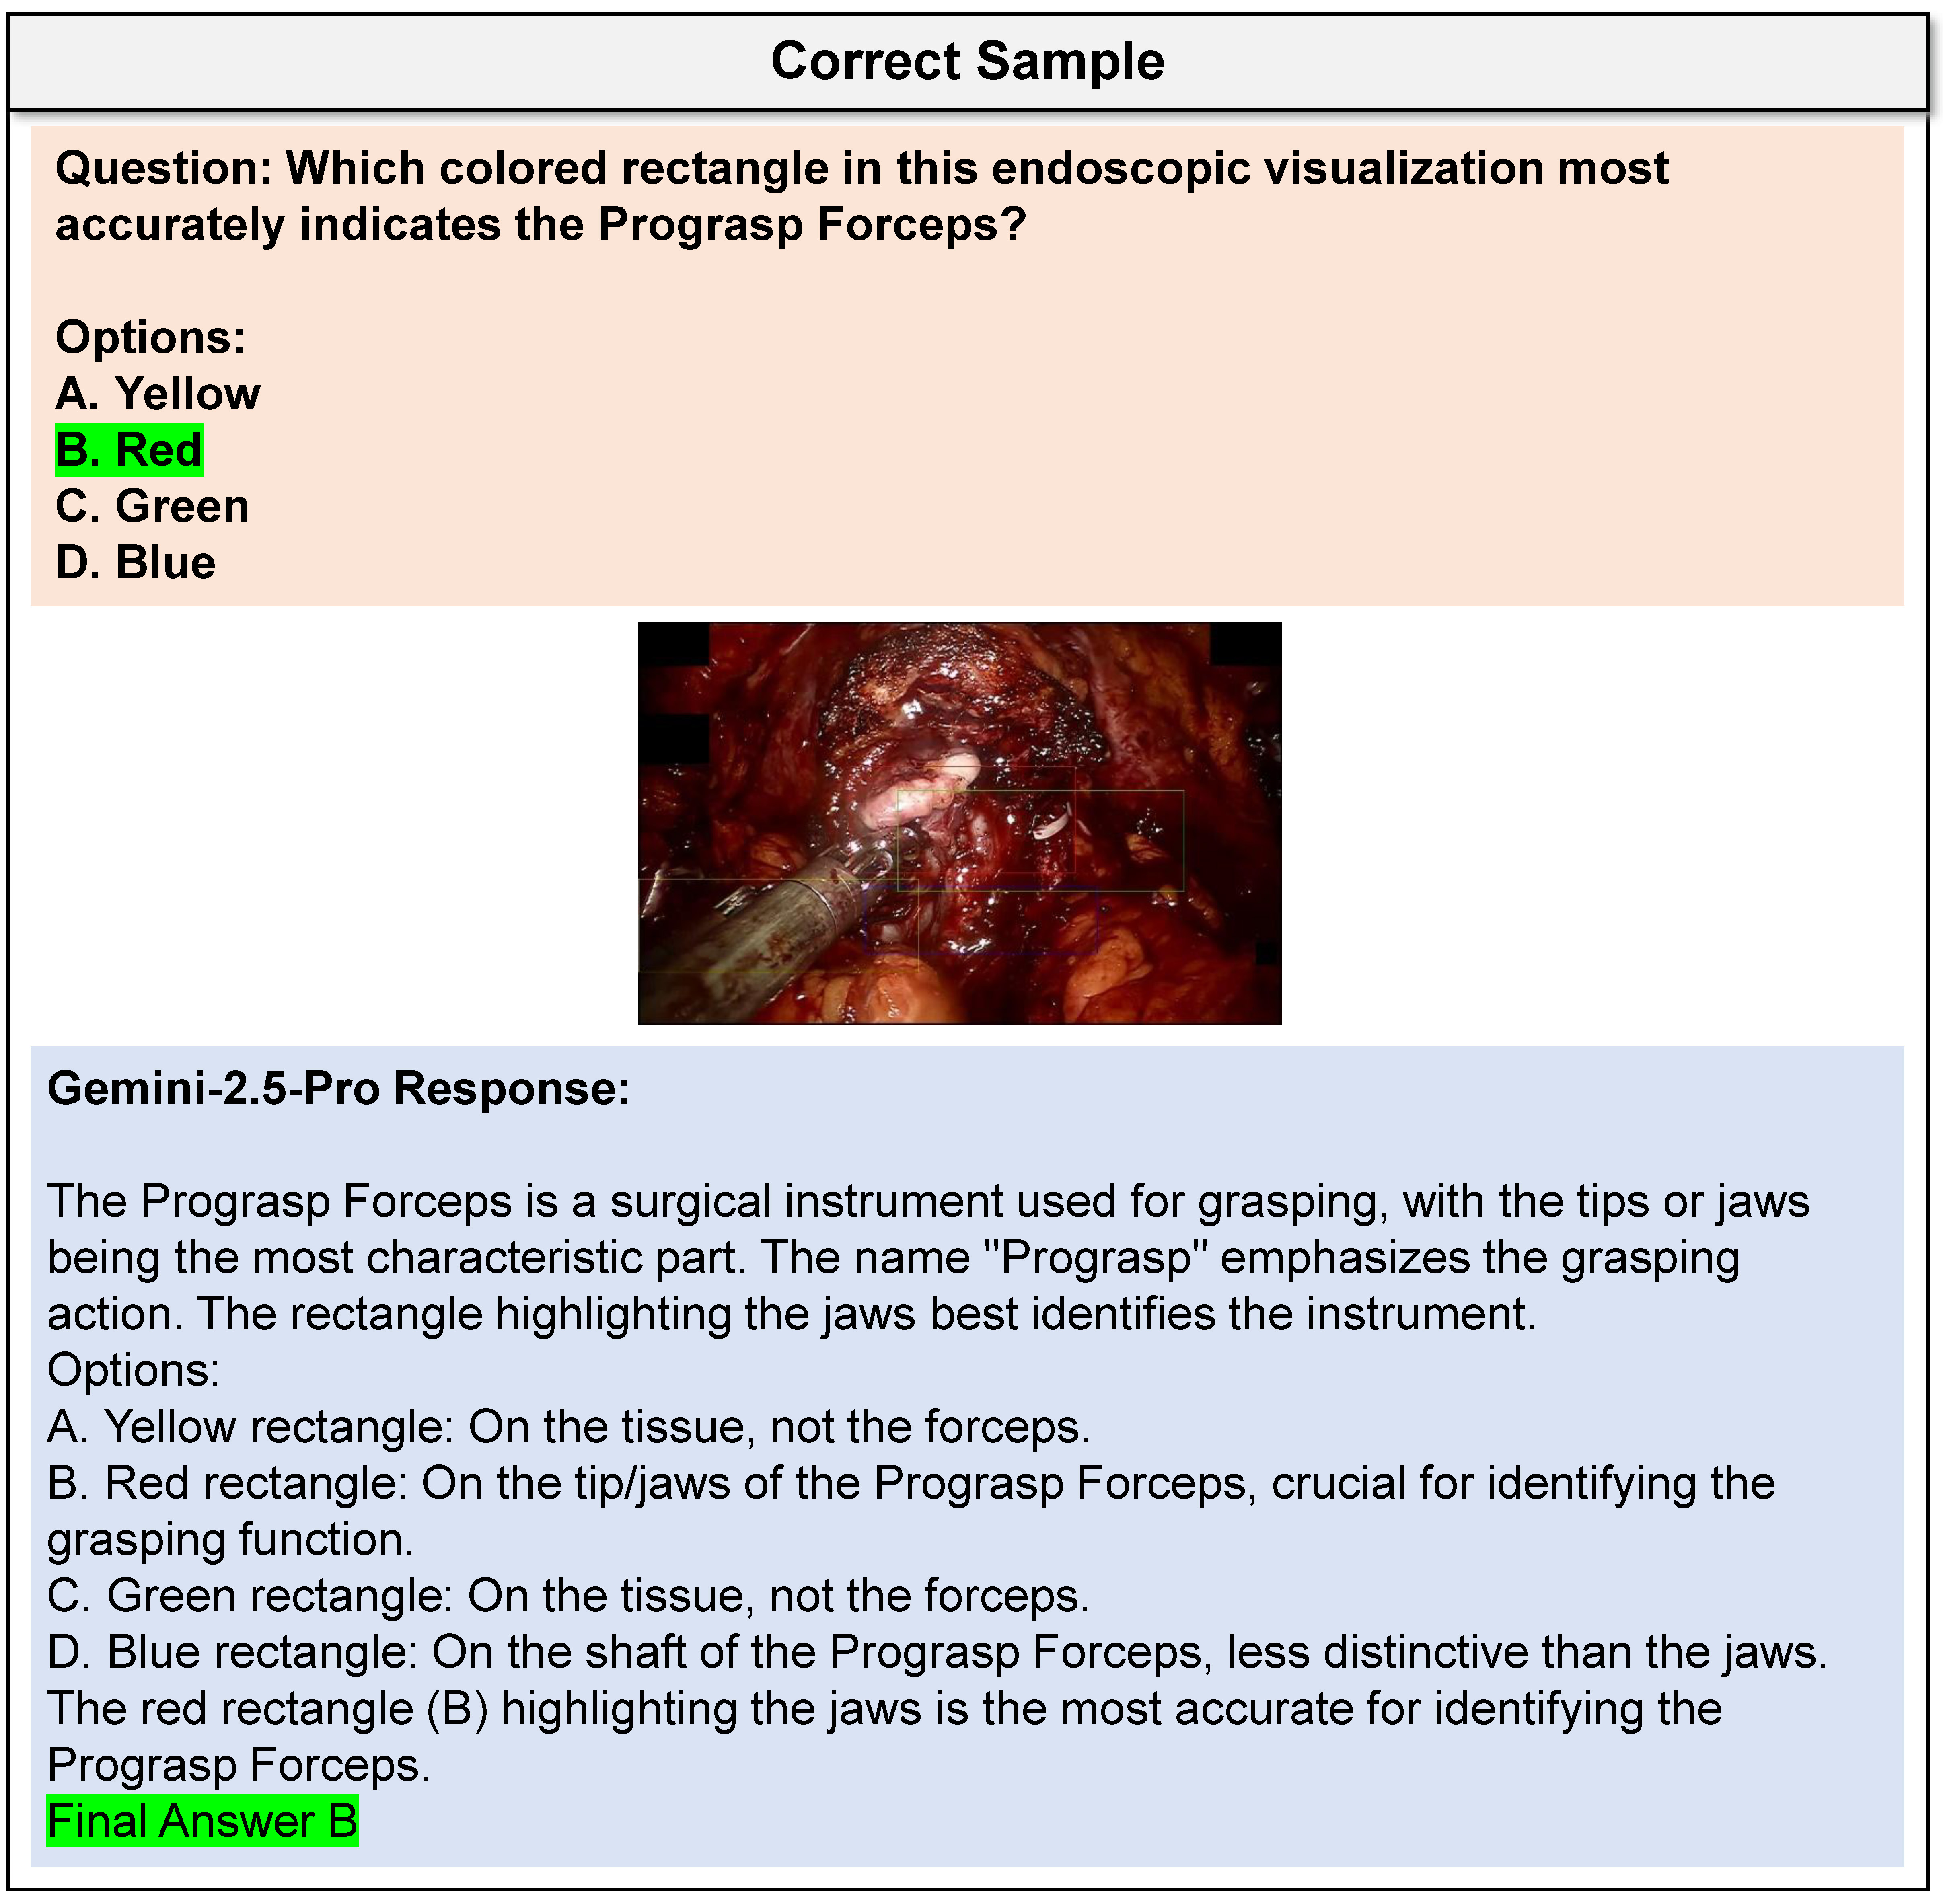 Correct Sample
Question: Which colored rectangle in this endoscopic visualization most
accurately indicates the Prograsp Forceps?
Options:
A. Yellow
B. Red
C. Green
D. Blue
Gemini-2.5-Pro Response:
The Prograsp Forceps is a surgical instrument used for grasping, with the tips or jaws
being the most characteristic part. The name "Prograsp" emphasizes the grasping
action. The rectangle highlighting the jaws best identifies the instrument.
Options:
A. Yellow rectangle: On the tissue, not the forceps.
B. Red rectangle: On the tip/jaws of the Prograsp Forceps, crucial for identifying the
grasping function.
C. Green rectangle: On the tissue, not the forceps.
D. Blue rectangle: On the shaft of the Prograsp Forceps, less distinctive than the jaws.
The red rectangle (B) highlighting the jaws is the most accurate for identifying the
Prograsp Forceps.
Final Answer B